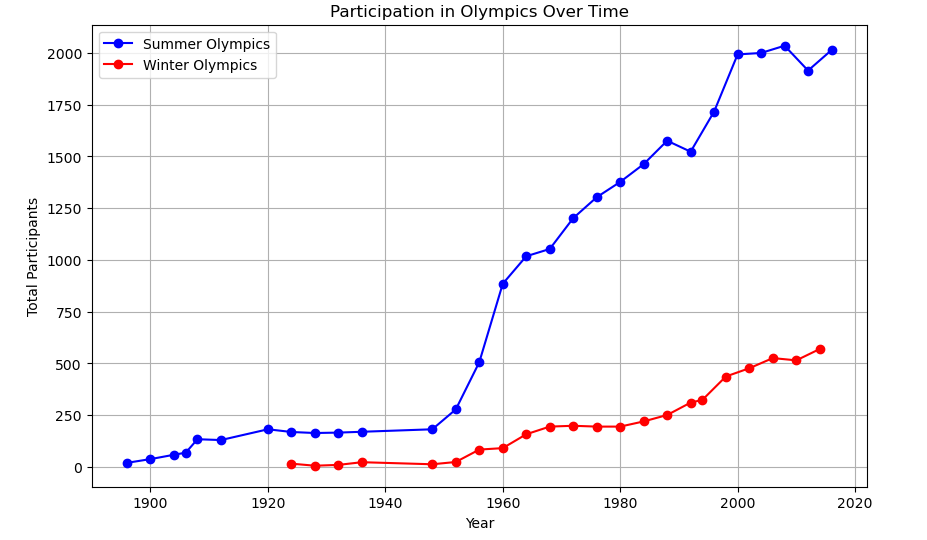 Participation in Olympics Over Time
Summer Olympics
Winter Olympics
2000
1750
1500
1250
1000
750
500
250
0
Total Participants
1900 1920 1940 1960 1980 2000 2020
Year